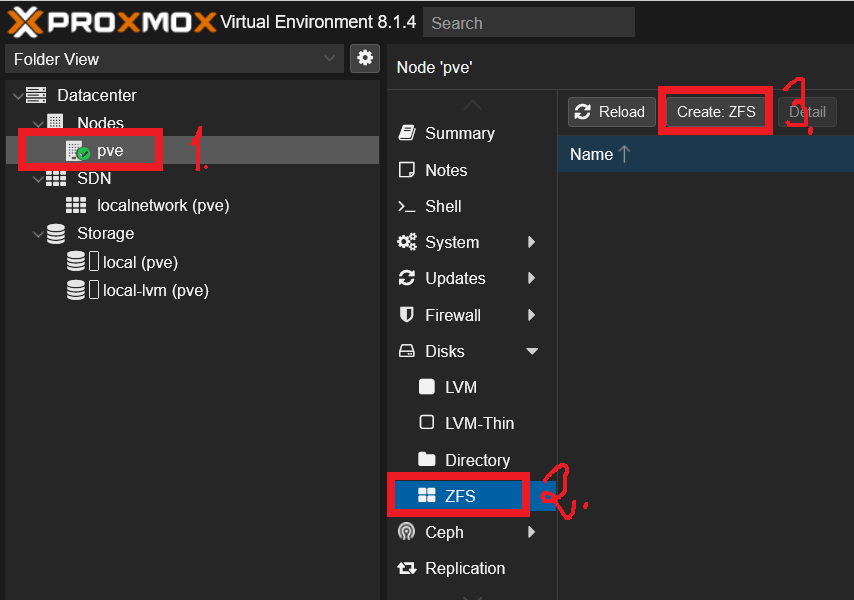 PROXMOX Virtual Environment 8.1.4 Search
Folder View
Datacenter
Nodes
pve
SDN
localnetwork (pve)
Storage
local (pve)
local-lvm (pve)
1.
Node 'pve'
Summary
Notes
Shell
System
Updates
Firewall
Disks
LVM
LVM-Thin
Directory
ZFS
2.
Ceph
Replication
Reload Create: ZFS Detail
3.
Name